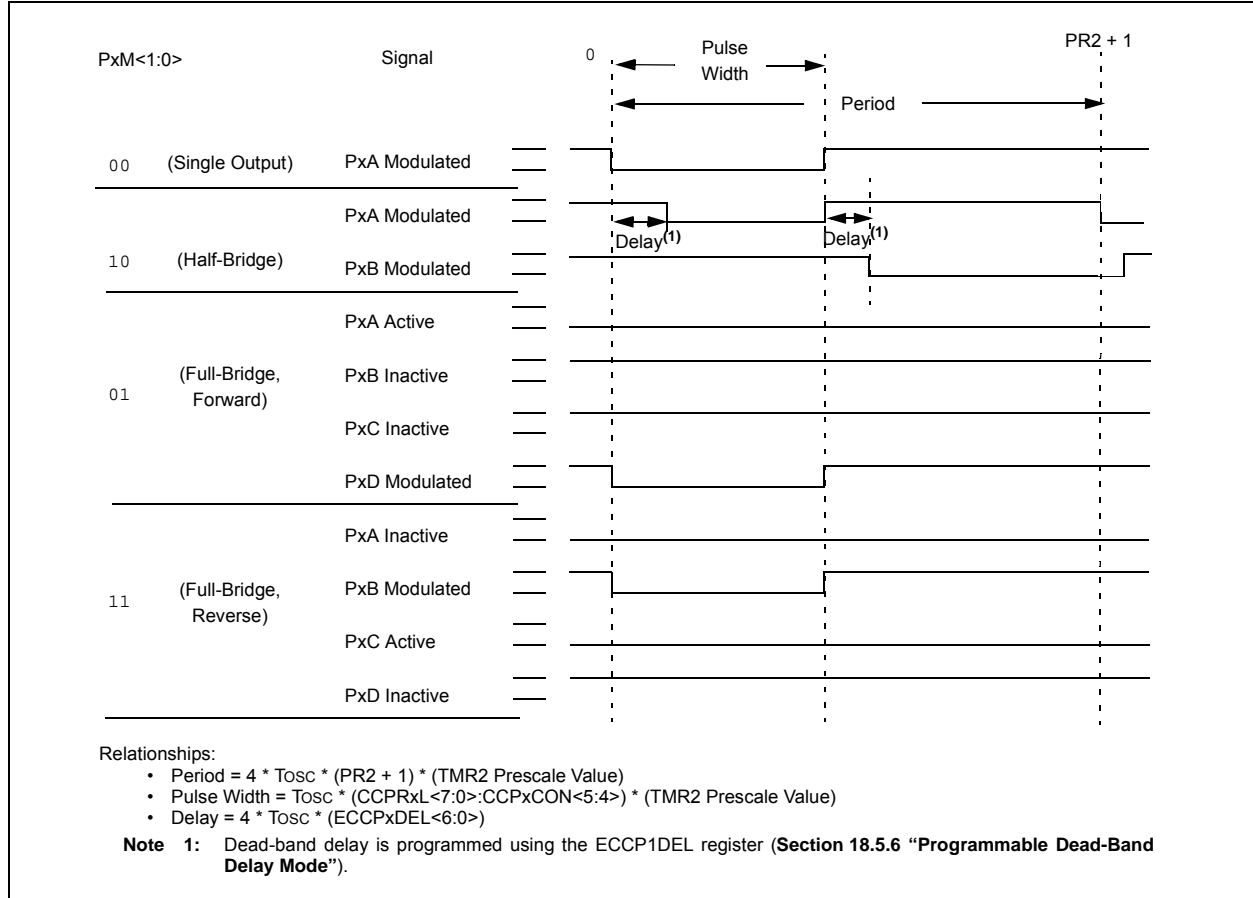 PxM<1:0>
Signal
0
Pulse
Width
PR2 + 1
Period
00
(Single Output)
PxA Modulated
PxA Modulated
Delay(1)
Delay(1)
10
(Half-Bridge)
PxB Modulated
PxA Active
01
(Full-Bridge,
Forward)
PxB Inactive
PxC Inactive
PxD Modulated
PxA Inactive
11
(Full-Bridge,
Reverse)
PxB Modulated
PxC Active
PxD Inactive
Relationships:
• Period = 4 * TOSC * (PR2 + 1) * (TMR2 Prescale Value)
• Pulse Width = TOSC * (CCPRxL<7:0>:CCPxCON<5:4>) * (TMR2 Prescale Value)
• Delay = 4 * TOSC * (ECCPxDEL<6:0>)
Note 1: Dead-band delay is programmed using the ECCP1DEL register (Section 18.5.6 “Programmable Dead-Band
Delay Mode”).